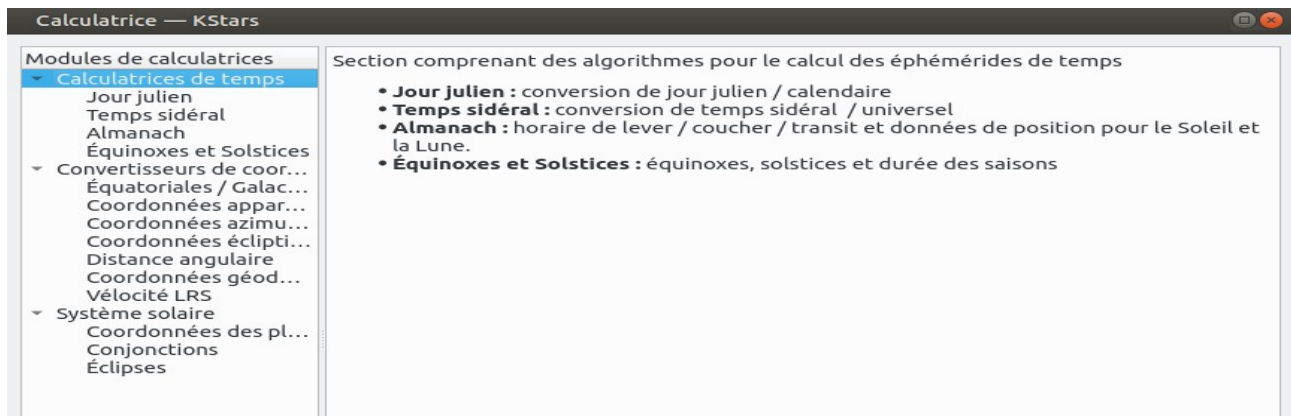 Calculatrice — KStars
Modules de calculatrices
Calculatrices de temps
Jour julien
Temps sidéral
Almanach
Équinoxes et Solstices
Convertisseurs de coor...
Équatoriales / Galac...
Coordonnées appar...
Coordonnées azimu...
Coordonnées éclipti...
Distance angulaire
Coordonnées géod...
Vélocité LRS
Système solaire
Coordonnées des pl...
Conjonctions
Éclipses
Section comprenant des algorithmes pour le calcul des éphémérides de temps
• Jour julien : conversion de jour julien / calendaire
• Temps sidéral : conversion de temps sidéral / universel
• Almanach : horaire de lever / coucher / transit et données de position pour le Soleil et
la Lune.
• Équinoxes et Solstices : équinoxes, solstices et durée des saisons